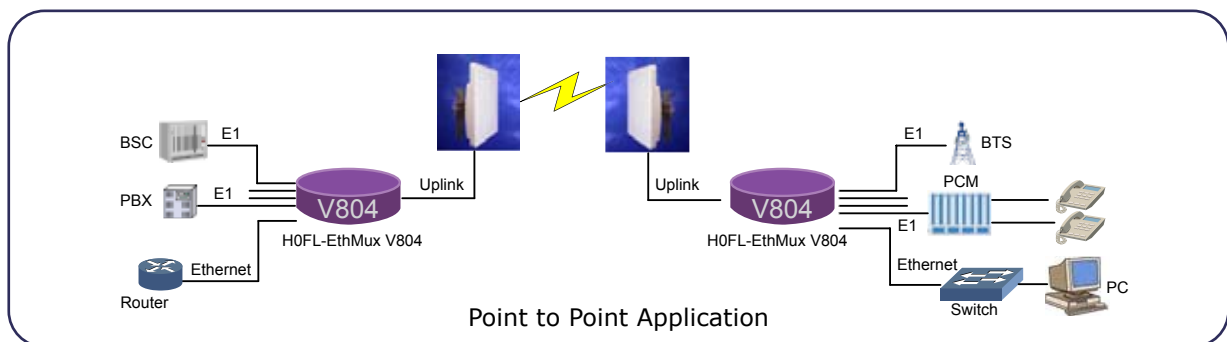 BSC
E1
PBX
E1
Router
Ethernet
V804
H0FL-EthMux V804
Uplink
Uplink
V804
H0FL-EthMux V804
E1
BTS
PCM
E1
Ethernet
Switch
PC
Point to Point Application